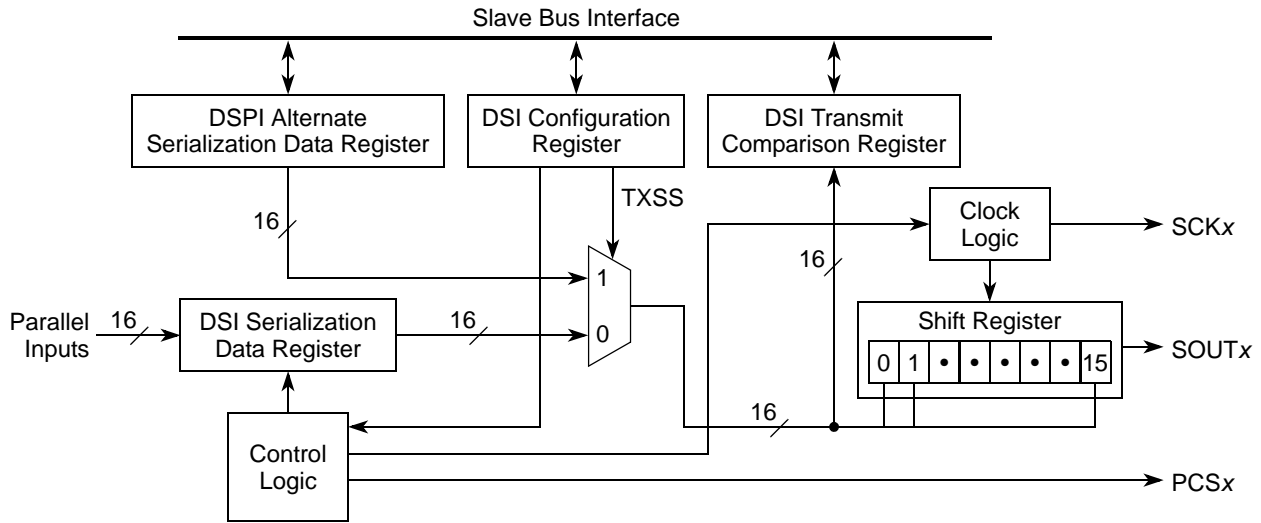 Slave Bus Interface
DSPI Alternate
Serialization Data Register
DSI Configuration
Register
DSI Transmit
Comparison Register
TXSS
16
Clock
Logic
SCKx
16
1
Parallel
Inputs
16
DSI Serialization
Data Register
16
0
Shift Register
0 1 • • • • • 15
SOUTx
16
Control
Logic
PCSx